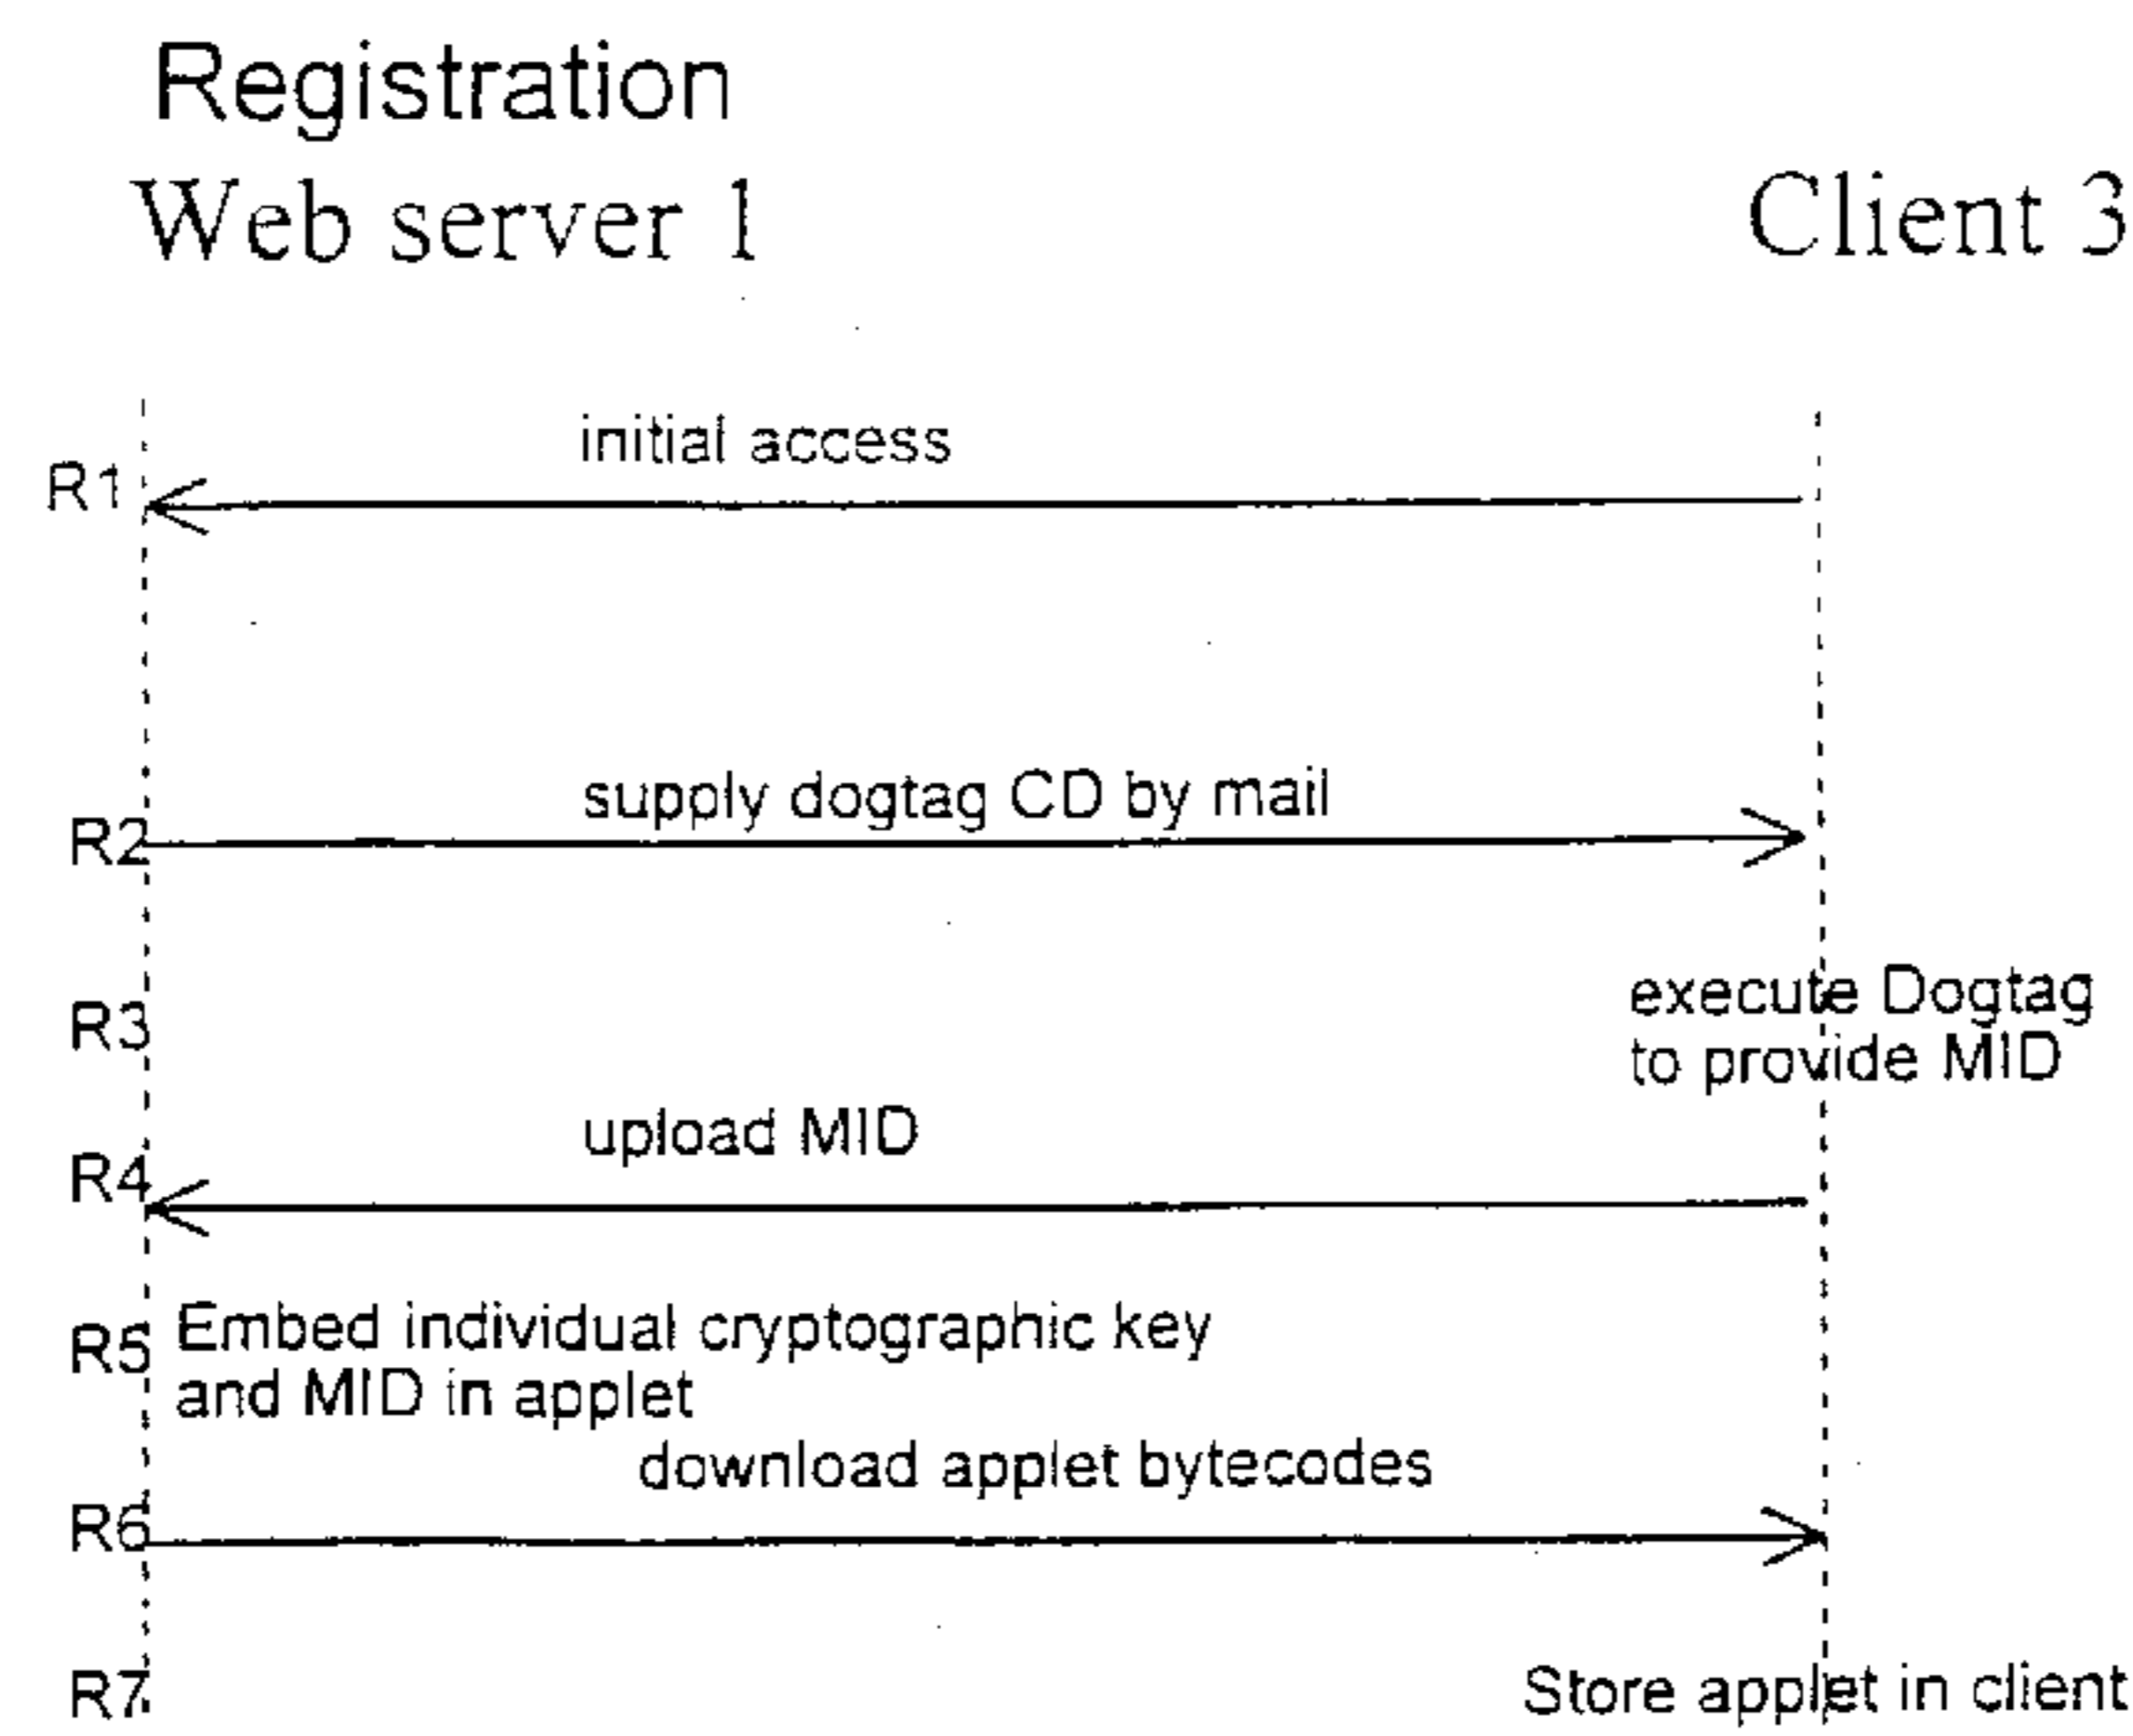 Registration
Web server 1
Client 3
initial access
R1
supply dogtag CD by mail
R2
execute Dogtag
R3
to provide MID
upload MID
R4
R5 Embed individual cryptographic key
and MID in applet
download applet bytecodes
R6
R7
Store applet in client